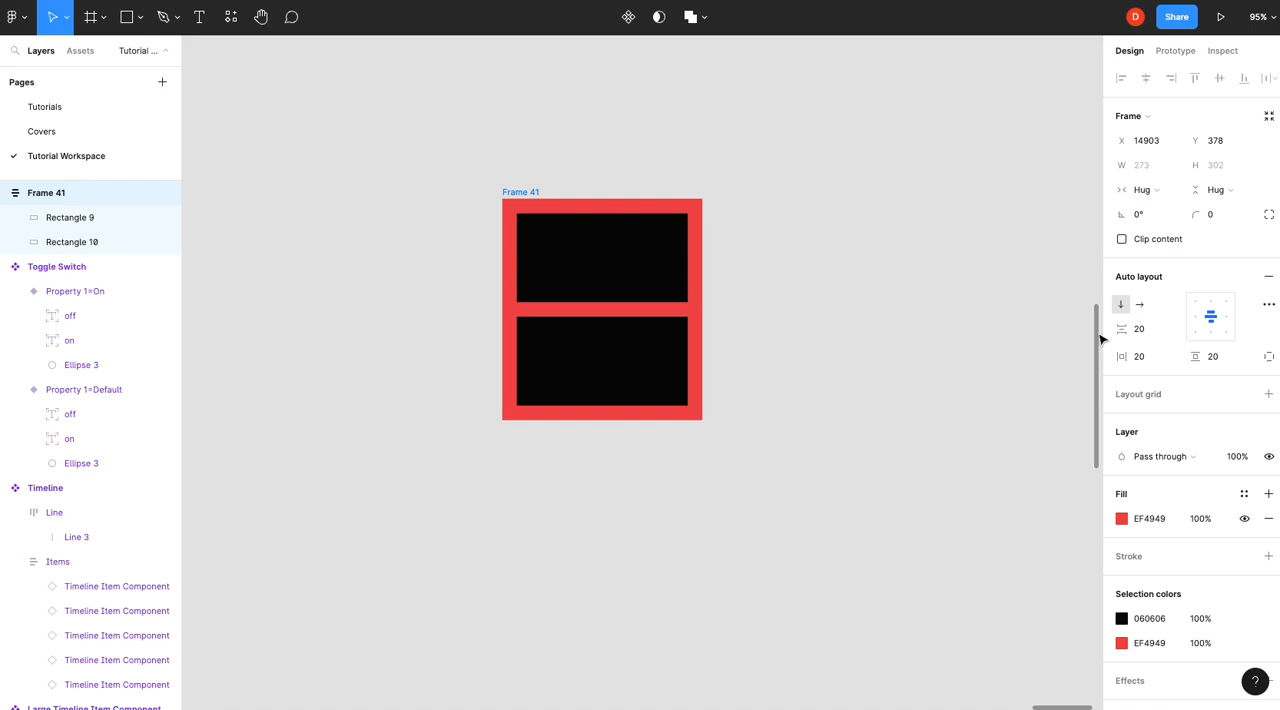 95%
Share
D
Layers
Assets
Tutorial ...
Pages
Tutorials
Covers
Tutorial Workspace
Frame 41
Rectangle 9
Rectangle 10
Toggle Switch
Property 1=On
off
on
Ellipse 3
Property 1=Default
off
on
Ellipse 3
Timeline
Line
Line 3
Items
Timeline Item Component
Timeline Item Component
Timeline Item Component
Timeline Item Component
Timeline Item Component
Large Timeline Item Component
Frame 41
Design Prototype Inspect
Frame
X 14903 Y 378
W 273 H 302
Hug Hug
0° 0
Clip content
Auto layout
20
20 20
Layout grid
Layer
Pass through 100%
Fill
EF4949 100%
Stroke
Selection colors
060606 100%
EF4949 100%
Effects
?